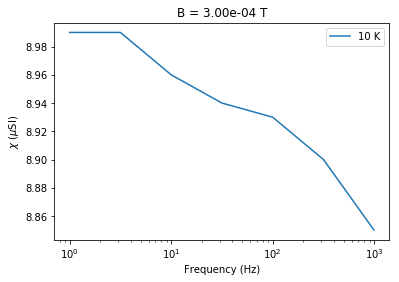 B = 3.00e-04 T
10 K
χ (μSI)
8.98
8.96
8.94
8.92
8.90
8.88
8.86
10⁰
10¹
10²
10³
Frequency (Hz)